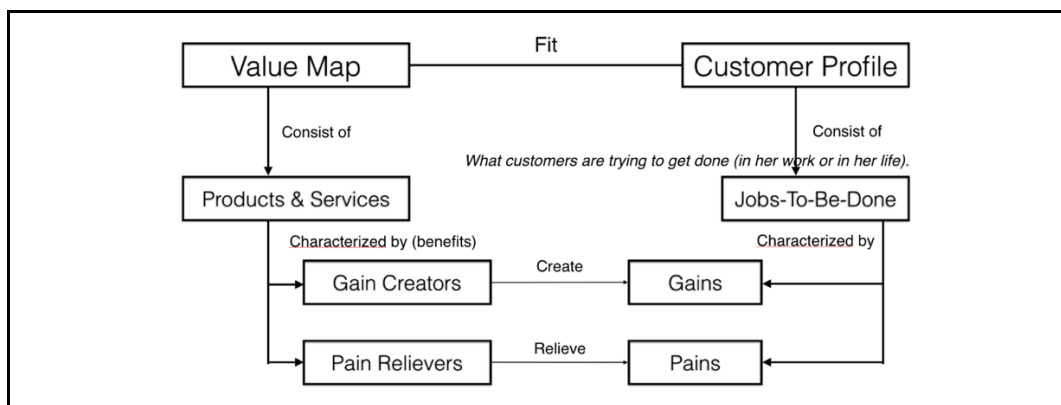 Fit
Value Map
Customer Profile
Consist of
Consist of
What customers are trying to get done (in her work or in her life).
Products & Services
Jobs-To-Be-Done
Characterized by (benefits)
Characterized by
Gain Creators
Create
Gains
Pain Relievers
Relieve
Pains